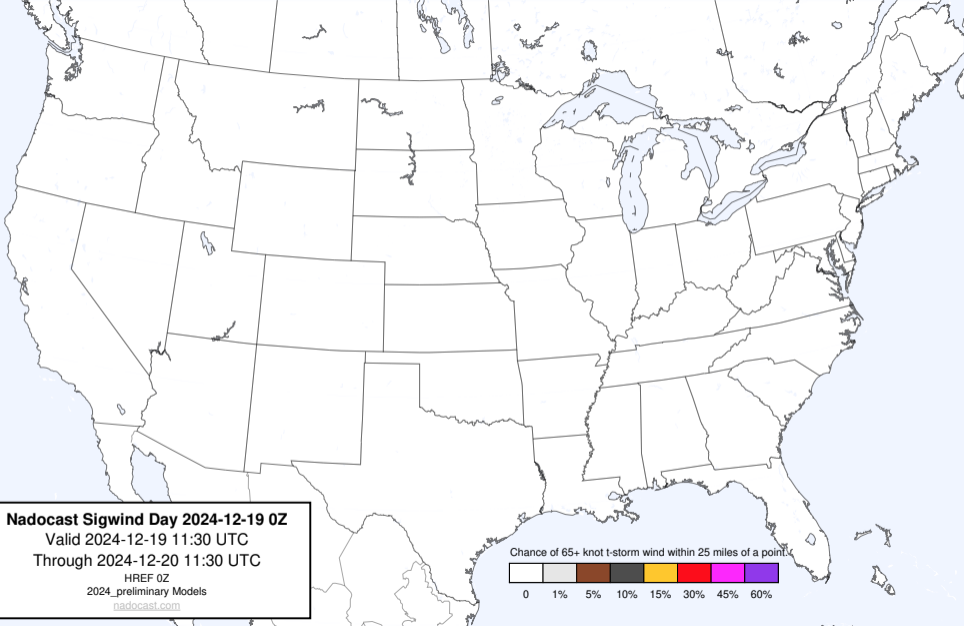 Nadocast Sigwind Day 2024-12-19 0Z
Valid 2024-12-19 11:30 UTC
Through 2024-12-20 11:30 UTC
HREF 0Z
2024_preliminary Models
nadocast.com
Chance of 65+ knot t-storm wind within 25 miles of a point.
0 1% 5% 10% 15% 30% 45% 60%